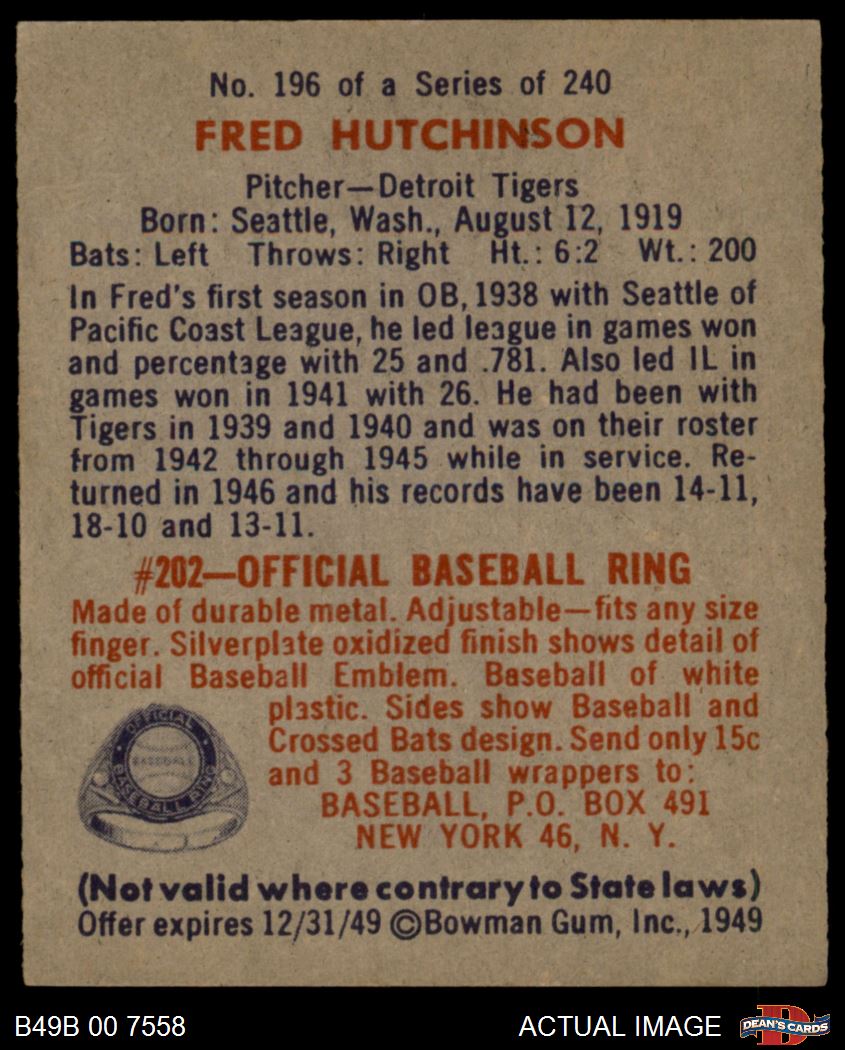 No. 196 of a Series of 240
FRED HUTCHINSON
Pitcher—Detroit Tigers
Born: Seattle, Wash., August 12, 1919
Bats: Left Throws: Right Ht.: 6:2 Wt.: 200
In Fred's first season in OB, 1938 with Seattle of
Pacific Coast League, he led league in games won
and percentage with 25 and .781. Also led IL in
games won in 1941 with 26. He had been with
Tigers in 1939 and 1940 and was on their roster
from 1942 through 1945 while in service. Re-
turned in 1946 and his records have been 14-11,
18-10 and 13-11.
#202—OFFICIAL BASEBALL RING
Made of durable metal. Adjustable—fits any size
finger. Silverplate oxidized finish shows detail of
official Baseball Emblem. Baseball of white
plastic. Sides show Baseball and
Crossed Bats design. Send only 15c
and 3 Baseball wrappers to:
BASEBALL, P.O. BOX 491
NEW YORK 46, N. Y.
OFFICIAL
BASEBALL
BASEBALL RING
(Not valid where contrary to State laws)
Offer expires 12/31/49 ©Bowman Gum, Inc., 1949
B49B 00 7558
ACTUAL IMAGE
DEAN'S CARDS